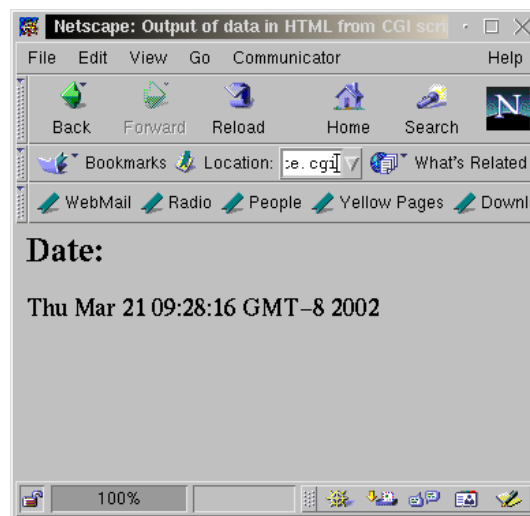 Netscape: Output of data in HTML from CGI scri
File Edit View Go Communicator Help
Back Forward Reload Home Search N
Bookmarks Location: :e.cgi What's Related
WebMail Radio People Yellow Pages Downl
Date:
Thu Mar 21 09:28:16 GMT−8 2002
100%